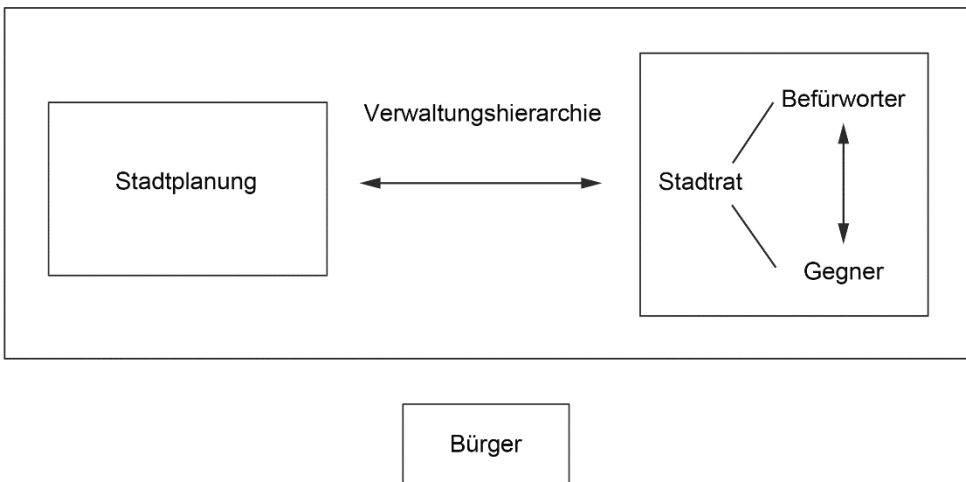 Verwaltungshierarchie
Stadtplanung
Stadtrat
Befürworter
Gegner
Bürger